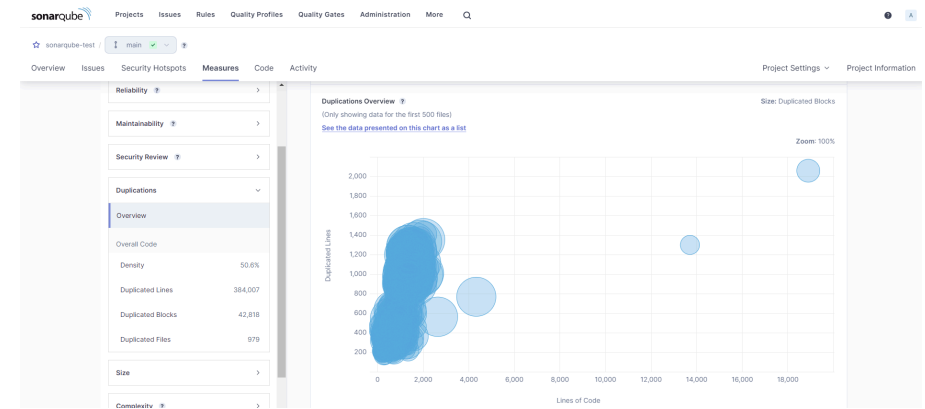 sonarqube Projects Issues Rules Quality Profiles Quality Gates Administration More ? A
sonarqube-test / main ?
Overview Issues Security Hotspots Measures Code Activity Project Settings Project Information
Reliability ?
Maintainability ?
Security Review ?
Duplications
Overview
Overall Code
Density 50.6%
Duplicated Lines 384,007
Duplicated Blocks 42,818
Duplicated Files 979
Size
Complexity ?
Duplications Overview ? Size: Duplicated Blocks
(Only showing data for the first 500 files)
See the data presented on this chart as a list
Zoom: 100%
Duplicated Lines
2,000
1,800
1,600
1,400
1,200
1,000
800
600
400
200
0 2,000 4,000 6,000 8,000 10,000 12,000 14,000 16,000 18,000
Lines of Code